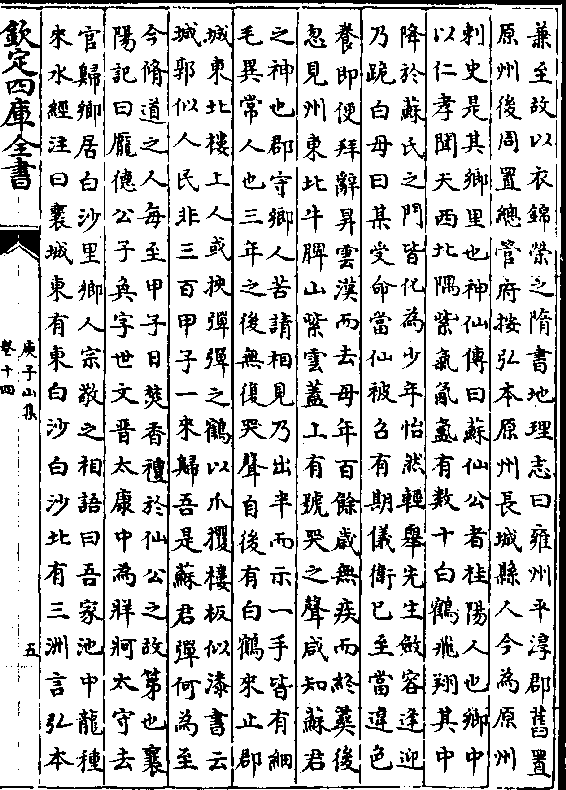 兼至故以衣錦榮之隋書地理志曰雍州平涼郡舊置
原州後周置總管府按弘本原州長城縣人今為原州
刺史是其鄉里也神仙傳曰蘇仙公者桂陽人也鄉中
以仁孝聞天西北隅紫氣氤氳有數十白鶴飛翔其中
降於蘇氏之門皆化為少年怡然輕舉先生斂容逢迎
乃跪白母曰某受命當仙被召有期儀衛已至當違色
養即便拜辭昇雲漢而去母年百餘歲無疾而終葬後
忽見州東北牛脾山紫雲蓋上有號哭之聲咸知蘇君
之神也郡守鄉人苦請相見乃出半而示一手皆有細
毛異常人也三年之後無復哭聲自後有白鶴來止郡
城東北樓上人或挾彈彈之鶴以爪攫樓板似漆書云
城郭似人民非三百甲子一來歸吾是蘇君彈何為至
今脩道之人每至甲子日焚香禮於仙公之故第也襄
陽記曰龐德公子奐字世文晉太康中為牂牁太守去
官歸鄉居白沙里鄉人宗敬之相語曰吾家池中龍種
來水經注曰襄城東有東白沙白沙北有三洲言弘本
欽定四庫全書
庾子山集
卷十四
五